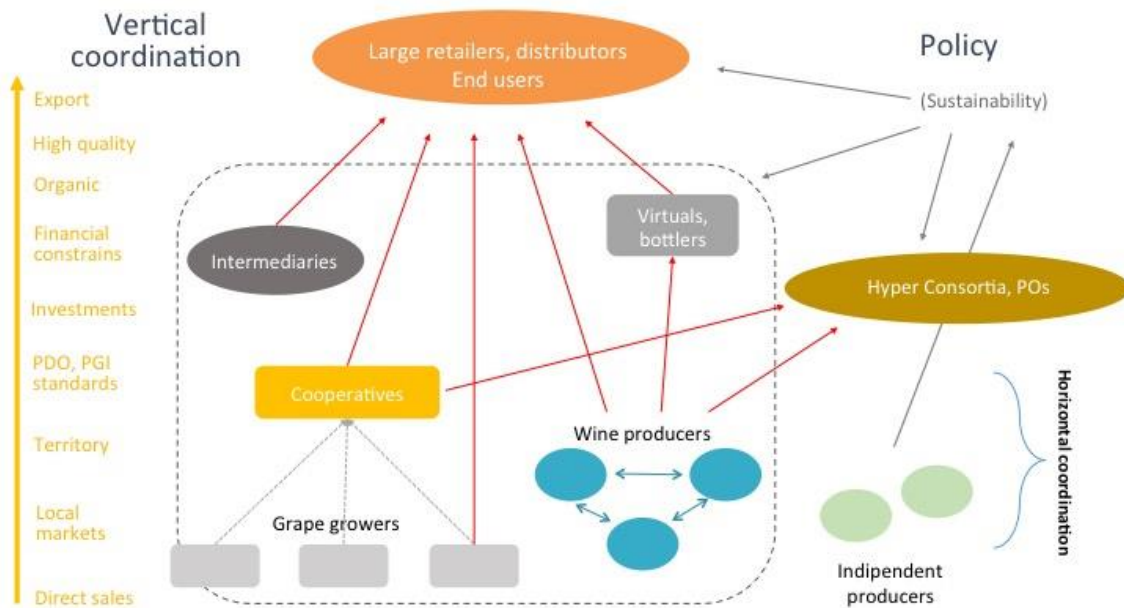 Vertical
coordination
Large retailers, distributors
End users
Policy
(Sustainability)
Export
High quality
Organic
Financial
constrains
Investments
PDO, PGI
standards
Territory
Local
markets
Direct sales
Intermediaries
Virtuals,
bottlers
Hyper Consortia, POs
Cooperatives
Wine producers
Grape growers
Horizontal coordination
Indipendent
producers